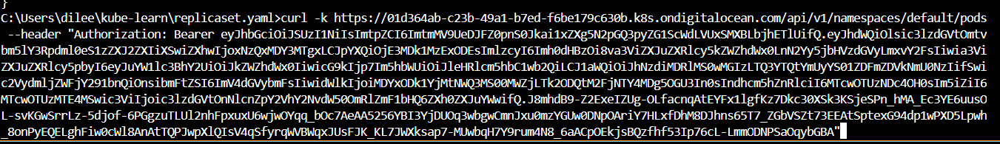 }
C:\Users\dilee\kube-learn\replicaset.yaml>curl -k https://01d364ab-c23b-49a1-b7ed-f6be179c630b.k8s.ondigitalocean.com/api/v1/namespaces/default/pods
--header "Authorization: Bearer eyJhbGciOiJSUzI1NiIsImtpZCI6ImtmMV9UeDJFZ0pnS0Jkai1xZXg5N2pGQ3pyZG1ScWdLVUxSMXBLbjhETlUifQ.eyJhdWQiOlsic3lzdGVtOmtv
bm5lY3Rpdml0eS1zZXJ2ZXIiXSwiZXhwIjoxNzQxMDY3MTgxLCJpYXQiOjE3MDk1MzExODEsImlzcyI6Imh0dHBzOi8va3ViZXJuZXRlcy5kZWZhdWx0LnN2Yy5jbHVzdGVyLmxvY2FsIiwia3Vi
ZXJuZXRlcy5pbyI6eyJuYW1lc3BhY2UiOiJkZWZhdWx0IiwicG9kIjp7Im5hbWUiOiJleHRlcm5hbC1wb2QiLCJ1aWQiOiJhNzdiMDRlMS0wMGIzLTQ3YTQtYmUyYS01ZDFmZDVkNmU0NzIifSwic
c2VydmljZWFjY291bnQiOnsibmFtZSI6ImV4dGVybmFsIiwidWlkIjoiMDYxODk1YjMtNWQ3MS00MWZjLTk2ODQtM2FjNTY4MDg5OGU3In0sIndhcm5hZnRlciI6MTcwOTUzNDc4OH0sIm5iZiI6
MTcwOTUzMTE4MSwic3ViIjoic3lzdGVtOnNlcnZpY2VhY2NvdW50OmRlZmF1bHQ6ZXh0ZXJuYWwifQ.J8mhdB9-Z2ExeIZUg-OLfacnqAtEYFx1lgfKz7Dkc30XSk3KSjeSPn_hMA_Ec3YE6uusO
L-svKGwSrrLz-5djof-6PGgzuTLUl2nhFpxuxU6wjwOYqq_bOc7AeAA5256YBI3YjDUOq3wbgwCmnJxu0mzYGUw0DNpOAriY7HLxfDhM8DJhns65T7_ZGbVSZt73EEAtSptexG94dp1wPXD5Lpwh
_8onPyEQELghFiw0cWl8AnAtTQPJwpXlQIsV4qSfyrqWVBWqxJUsFJK_KL7JWXksap7-MUwbqH7Y9rum4N8_6aACpOEkjsBQzfhf53Ip76cL-LmmODNPSaOqybGBA"